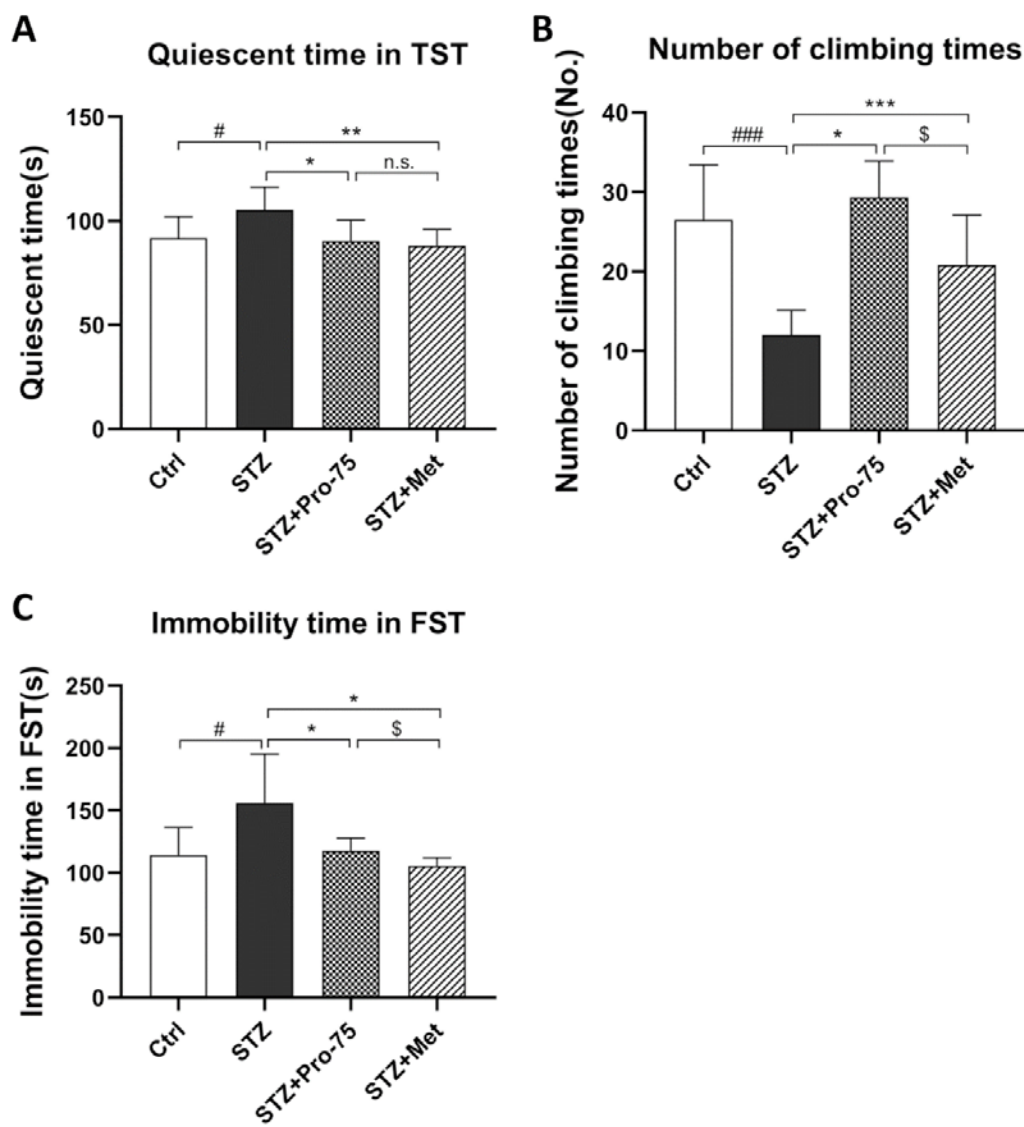 A
Quiescent time in TST
Quiescent time(s)
150
100
50
0
#
**
*
n.s.
Ctrl
STZ
STZ+Pro-75
STZ+Met
B
Number of climbing times
Number of climbing times(No.)
40
30
20
10
0
***
###
*
$
Ctrl
STZ
STZ+Pro-75
STZ+Met
C
Immobility time in FST
Immobility time in FST(s)
250
200
150
100
50
0
*
#
*
$
Ctrl
STZ
STZ+Pro-75
STZ+Met